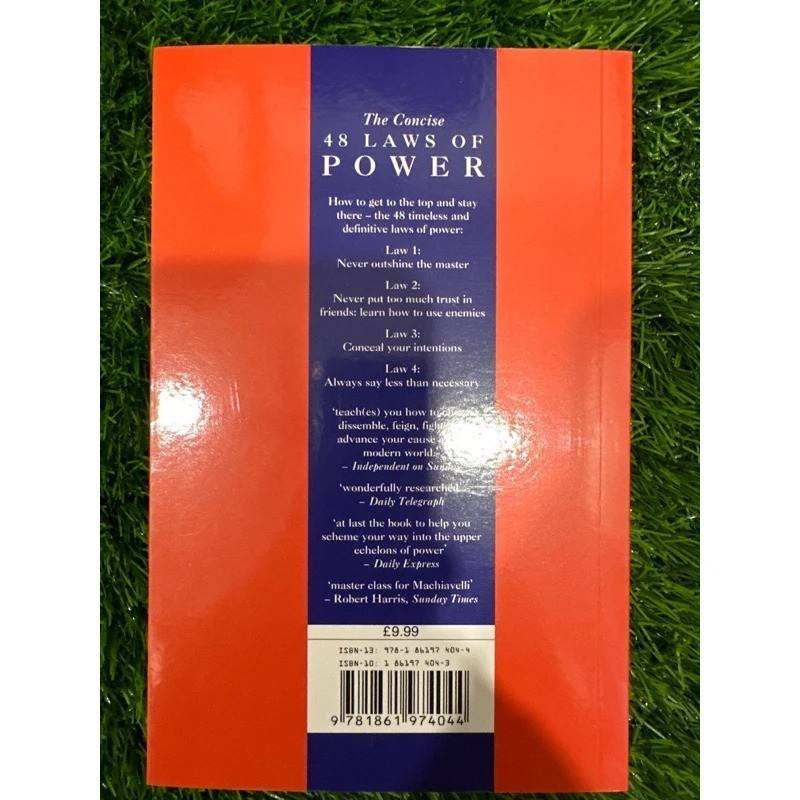 The Concise
48 LAWS OF
POWER
How to get to the top and stay
there – the 48 timeless and
definitive laws of power:
Law 1:
Never outshine the master
Law 2:
Never put too much trust in
friends: learn how to use enemies
Law 3:
Conceal your intentions
Law 4:
Always say less than necessary
‘teach(es) you how to
dissemble, feign, fight
advance your cause
modern world.
– Independent on
‘wonderfully researched
– Daily Telegraph
‘at last the book to help you
scheme your way into the upper
echelons of power’
– Daily Express
‘master class for Machiavelli’
– Robert Harris, Sunday Times
£9.99
ISBN-13: 978-1 86197 404-4
ISBN-10: 1 86197 404-3
9 781861 974044